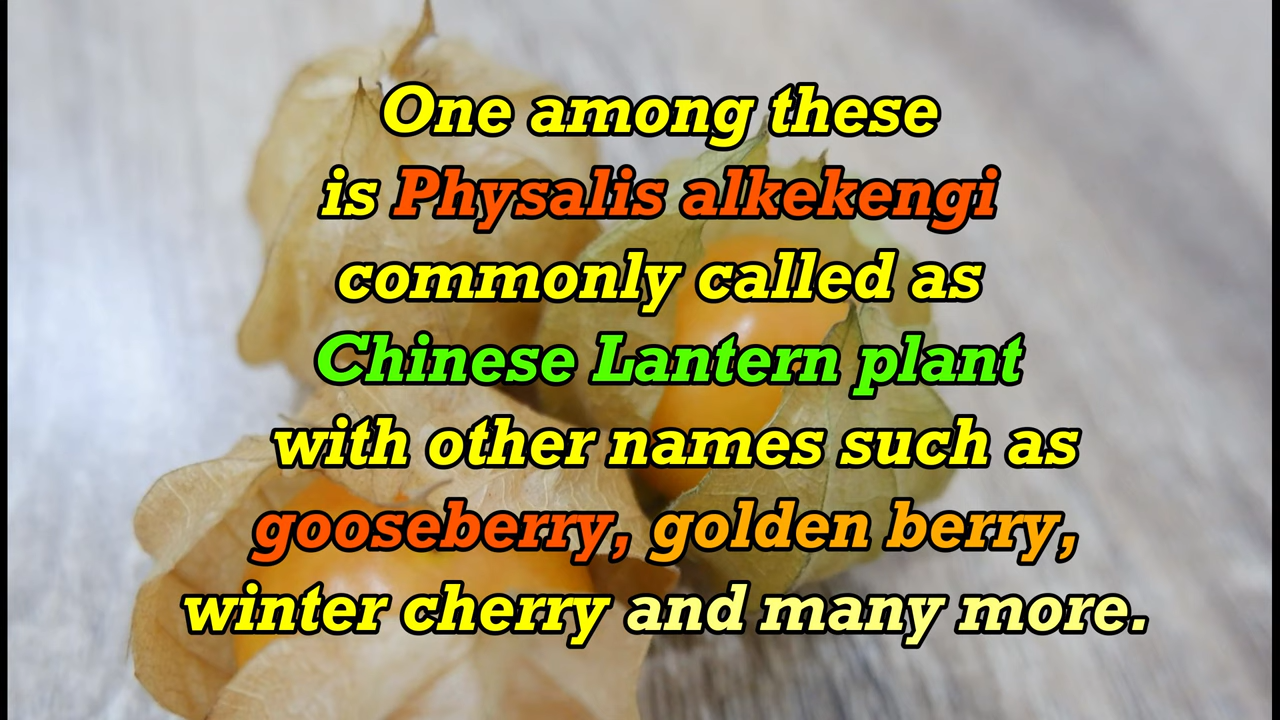 One among these
is Physalis alkekengi
commonly called as
Chinese Lantern plant
with other names such as
gooseberry, golden berry,
winter cherry and many more.